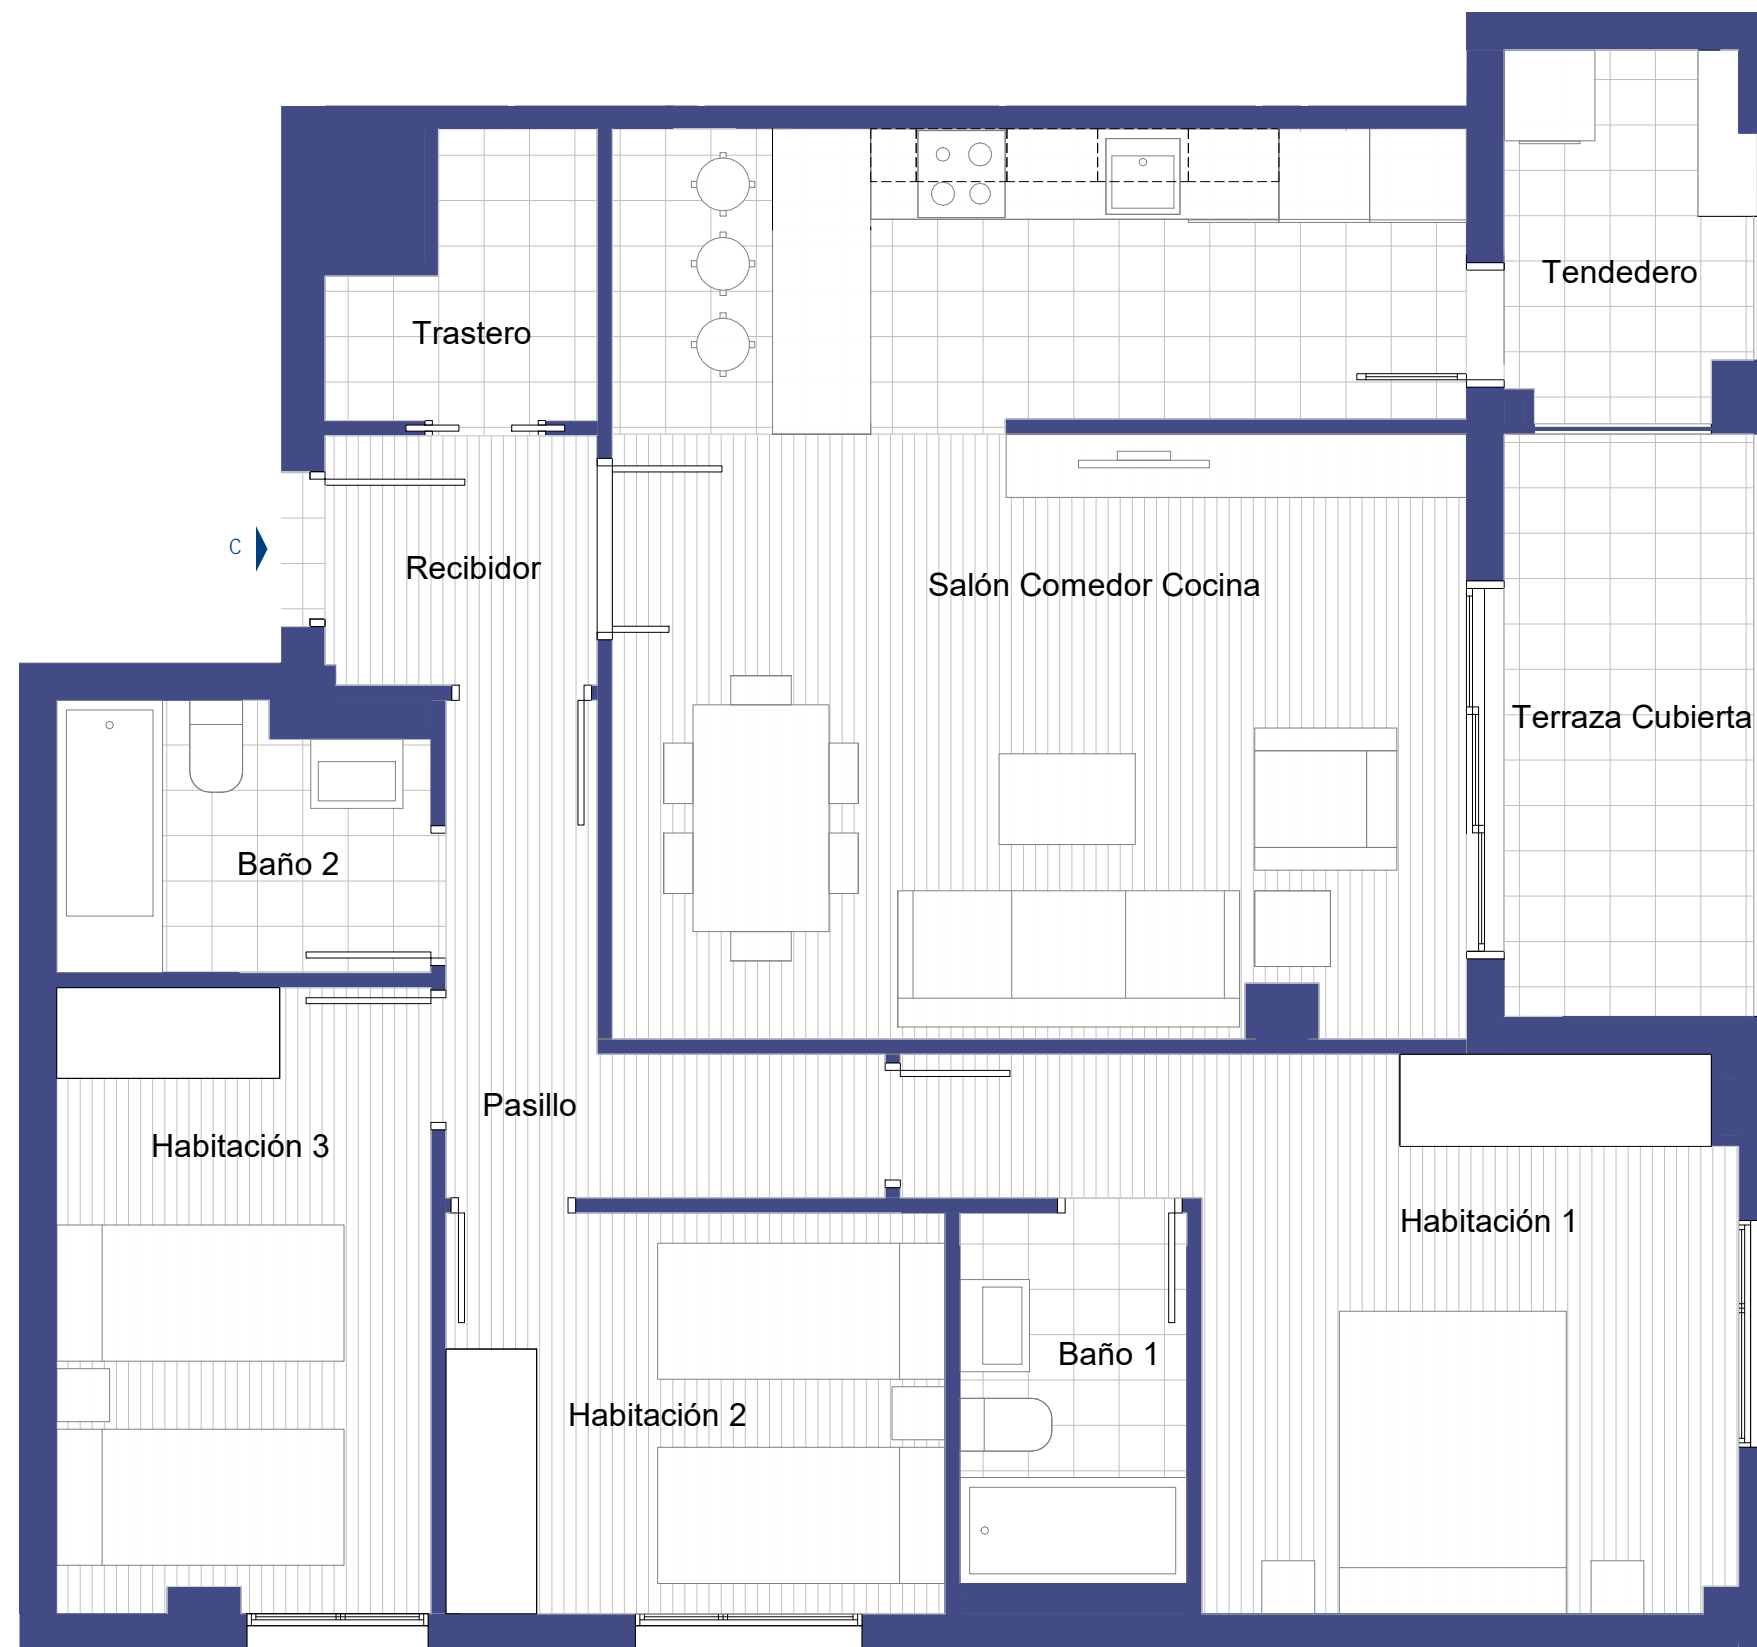 Tendedero
Trastero
C
Recibidor
Salón Comedor Cocina
Terraza Cubierta
Baño 2
Pasillo
Habitación 3
Habitación 1
Baño 1
Habitación 2